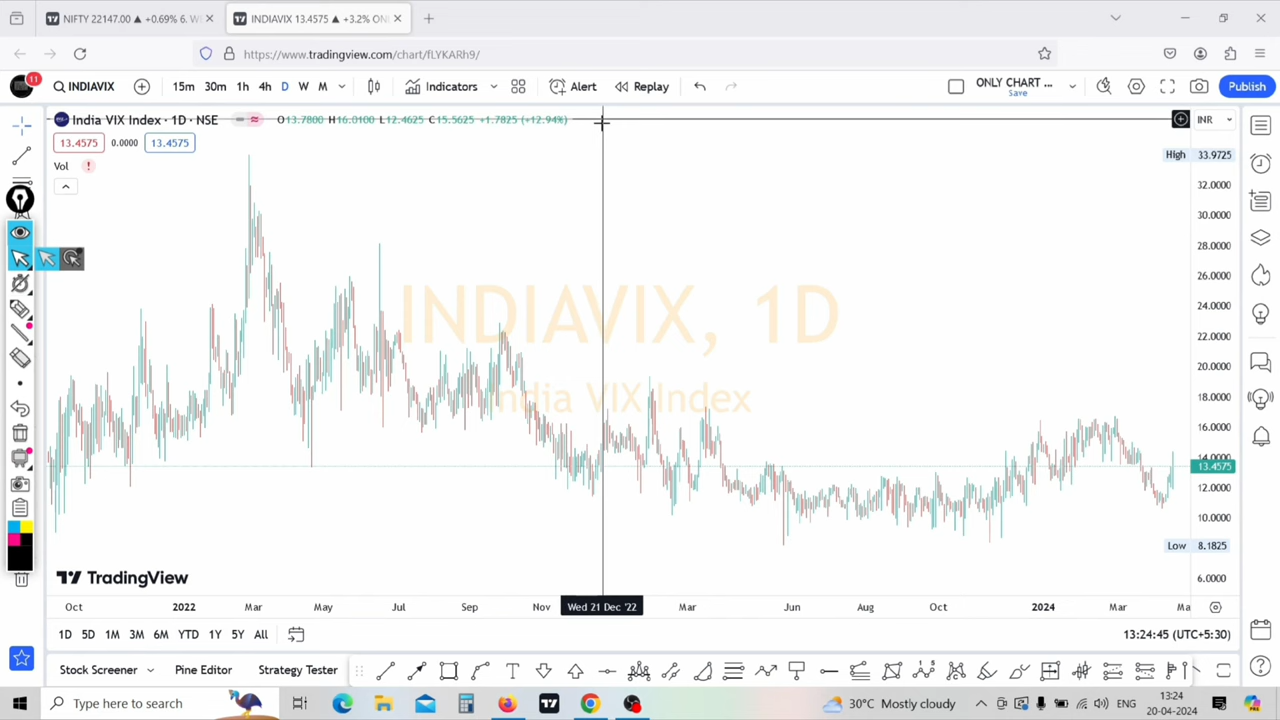 NIFTY 22147.00 ▲ +0.69% 6. W
INDIAVIX 13.4575 ▲ +3.2% ONL
https://www.tradingview.com/chart/fLYKARh9/
11
INDIAVIX
15m 30m 1h 4h D W M
Indicators
Alert
Replay
ONLY CHART ...
Save
Publish
India VIX Index · 1D · NSE
O13.7800 H16.0100 L12.4625 C15.5625 +1.7825 (+12.94%)
INR
13.4575 0.0000 13.4575
Vol
High 33.9725
32.0000
30.0000
28.0000
26.0000
24.0000
22.0000
20.0000
18.0000
16.0000
14.0000
13.4575
12.0000
10.0000
Low 8.1825
6.0000
INDIAVIX, 1D
India VIX Index
TradingView
Oct 2022 Mar May Jul Sep Nov Wed 21 Dec '22 Mar Jun Aug Oct 2024 Mar Ma
1D 5D 1M 3M 6M YTD 1Y 5Y All
13:24:45 (UTC+5:30)
Stock Screener Pine Editor Strategy Tester
Type here to search
30°C Mostly cloudy
ENG
13:24
20-04-2024